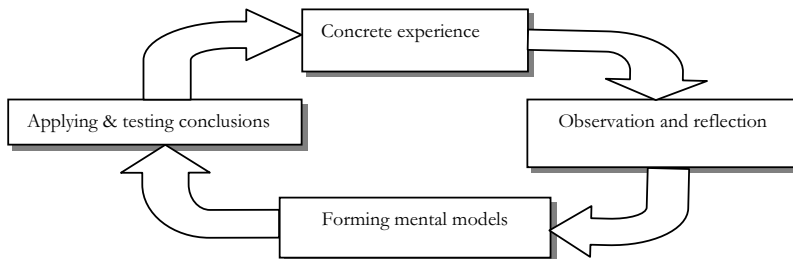 Concrete experience
Applying & testing conclusions
Observation and reflection
Forming mental models